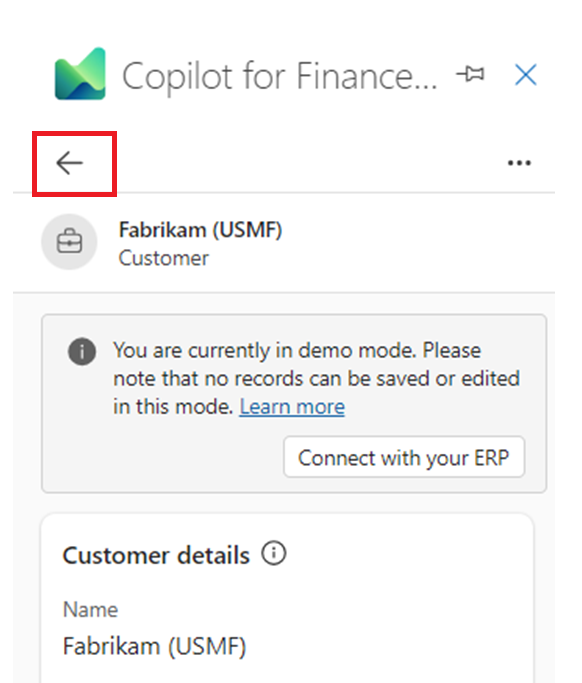 Copilot for Finance...
Fabrikam (USMF)
Customer
You are currently in demo mode. Please
note that no records can be saved or edited
in this mode. Learn more
Connect with your ERP
Customer details
Name
Fabrikam (USMF)